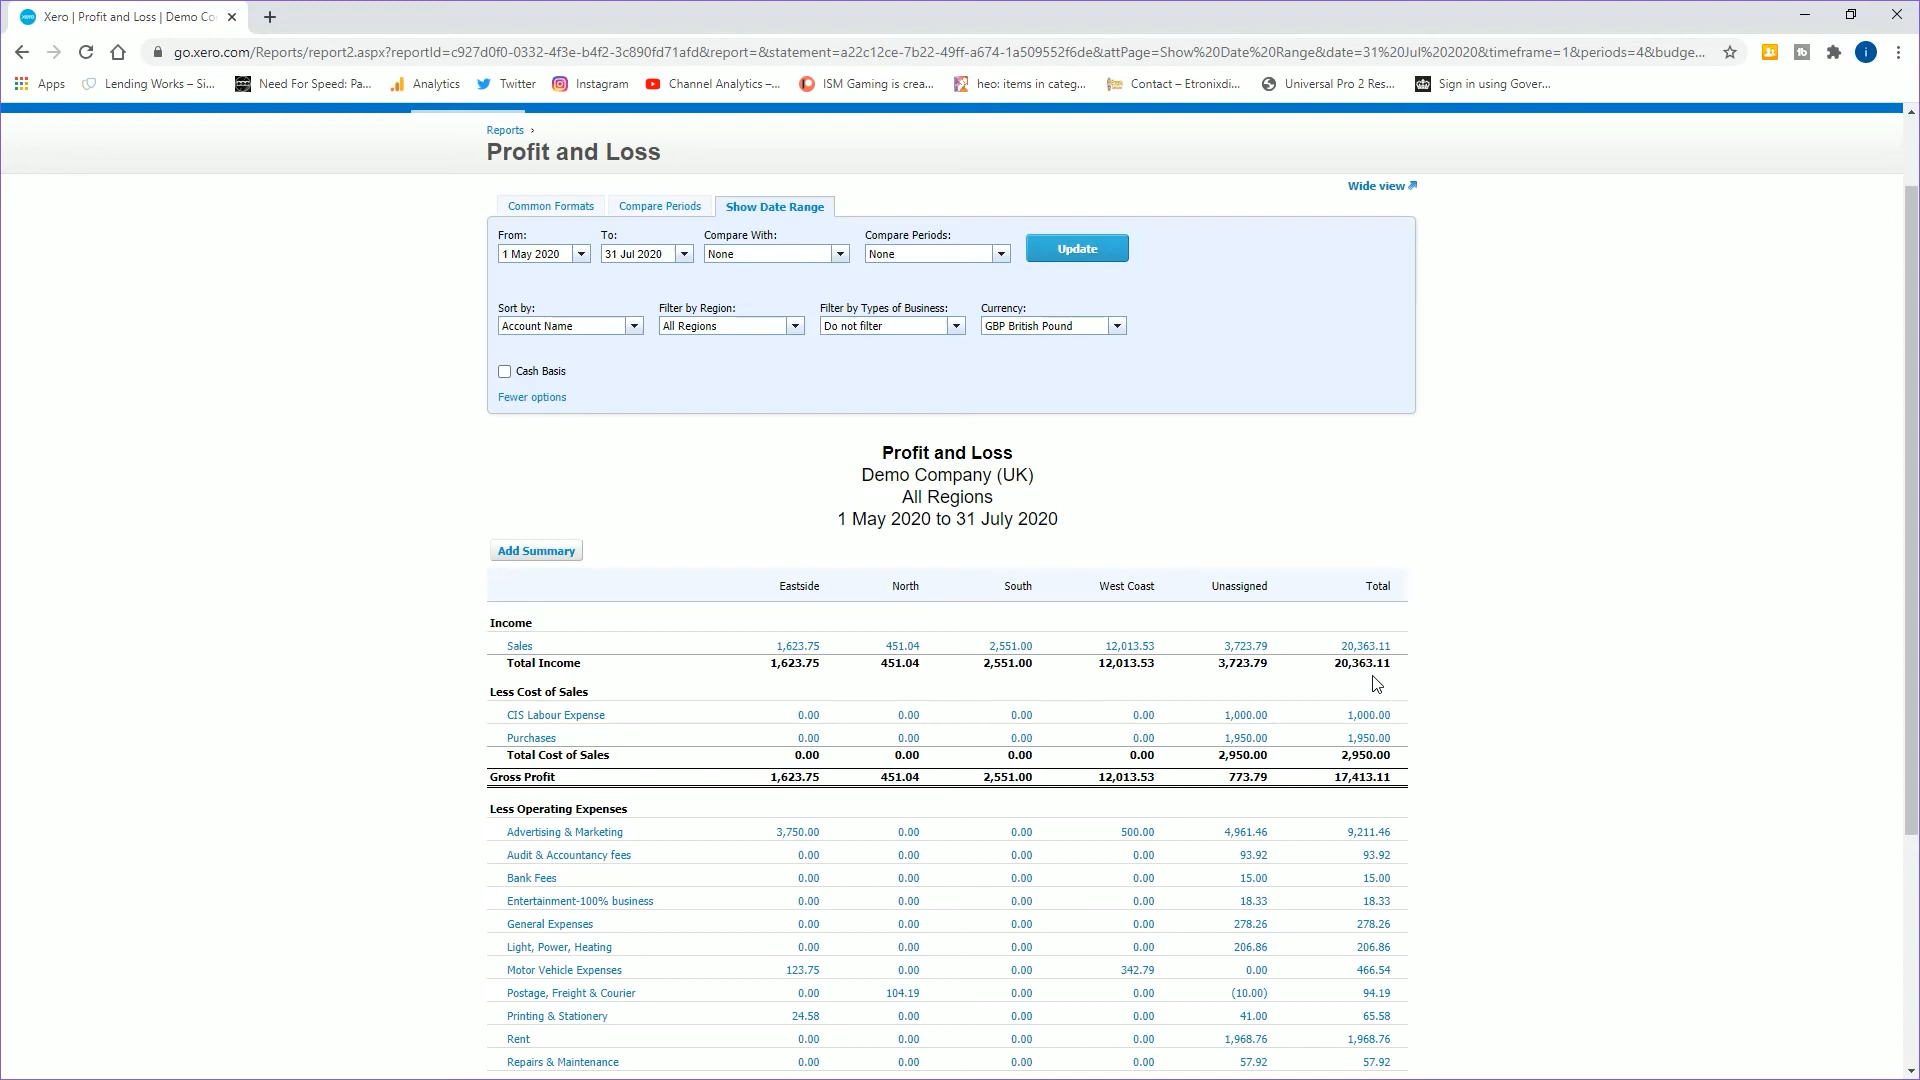 Xero | Profit and Loss | Demo Co
go.xero.com/Reports/report2.aspx?reportId=c927d0f0-0332-4f3e-b4f2-3c890fd71afd&report=&statement=a22c12ce-7b22-49ff-a674-1a509552f6de&attPage=Show%20Date%20Range&date=31%20Jul%202020&timeframe=1&periods=4&budge...
Apps Lending Works – Si... Need For Speed: Pa... Analytics Twitter Instagram Channel Analytics –... ISM Gaming is crea... heo: items in categ... Contact – Etronixdi... Universal Pro 2 Res... Sign in using Gover...
Reports ›
Profit and Loss
Wide view
Common Formats Compare Periods Show Date Range
From: To: Compare With: Compare Periods:
1 May 2020 31 Jul 2020 None None Update
Sort by: Filter by Region: Filter by Types of Business: Currency:
Account Name All Regions Do not filter GBP British Pound
Cash Basis
Fewer options
Profit and Loss
Demo Company (UK)
All Regions
1 May 2020 to 31 July 2020
Add Summary
Eastside North South West Coast Unassigned Total
Income
Sales 1,623.75 451.04 2,551.00 12,013.53 3,723.79 20,363.11
Total Income 1,623.75 451.04 2,551.00 12,013.53 3,723.79 20,363.11
Less Cost of Sales
CIS Labour Expense 0.00 0.00 0.00 0.00 1,000.00 1,000.00
Purchases 0.00 0.00 0.00 0.00 1,950.00 1,950.00
Total Cost of Sales 0.00 0.00 0.00 0.00 2,950.00 2,950.00
Gross Profit 1,623.75 451.04 2,551.00 12,013.53 773.79 17,413.11
Less Operating Expenses
Advertising & Marketing 3,750.00 0.00 0.00 500.00 4,961.46 9,211.46
Audit & Accountancy fees 0.00 0.00 0.00 0.00 93.92 93.92
Bank Fees 0.00 0.00 0.00 0.00 15.00 15.00
Entertainment-100% business 0.00 0.00 0.00 0.00 18.33 18.33
General Expenses 0.00 0.00 0.00 0.00 278.26 278.26
Light, Power, Heating 0.00 0.00 0.00 0.00 206.86 206.86
Motor Vehicle Expenses 123.75 0.00 0.00 342.79 0.00 466.54
Postage, Freight & Courier 0.00 104.19 0.00 0.00 (10.00) 94.19
Printing & Stationery 24.58 0.00 0.00 0.00 41.00 65.58
Rent 0.00 0.00 0.00 0.00 1,968.76 1,968.76
Repairs & Maintenance 0.00 0.00 0.00 0.00 57.92 57.92